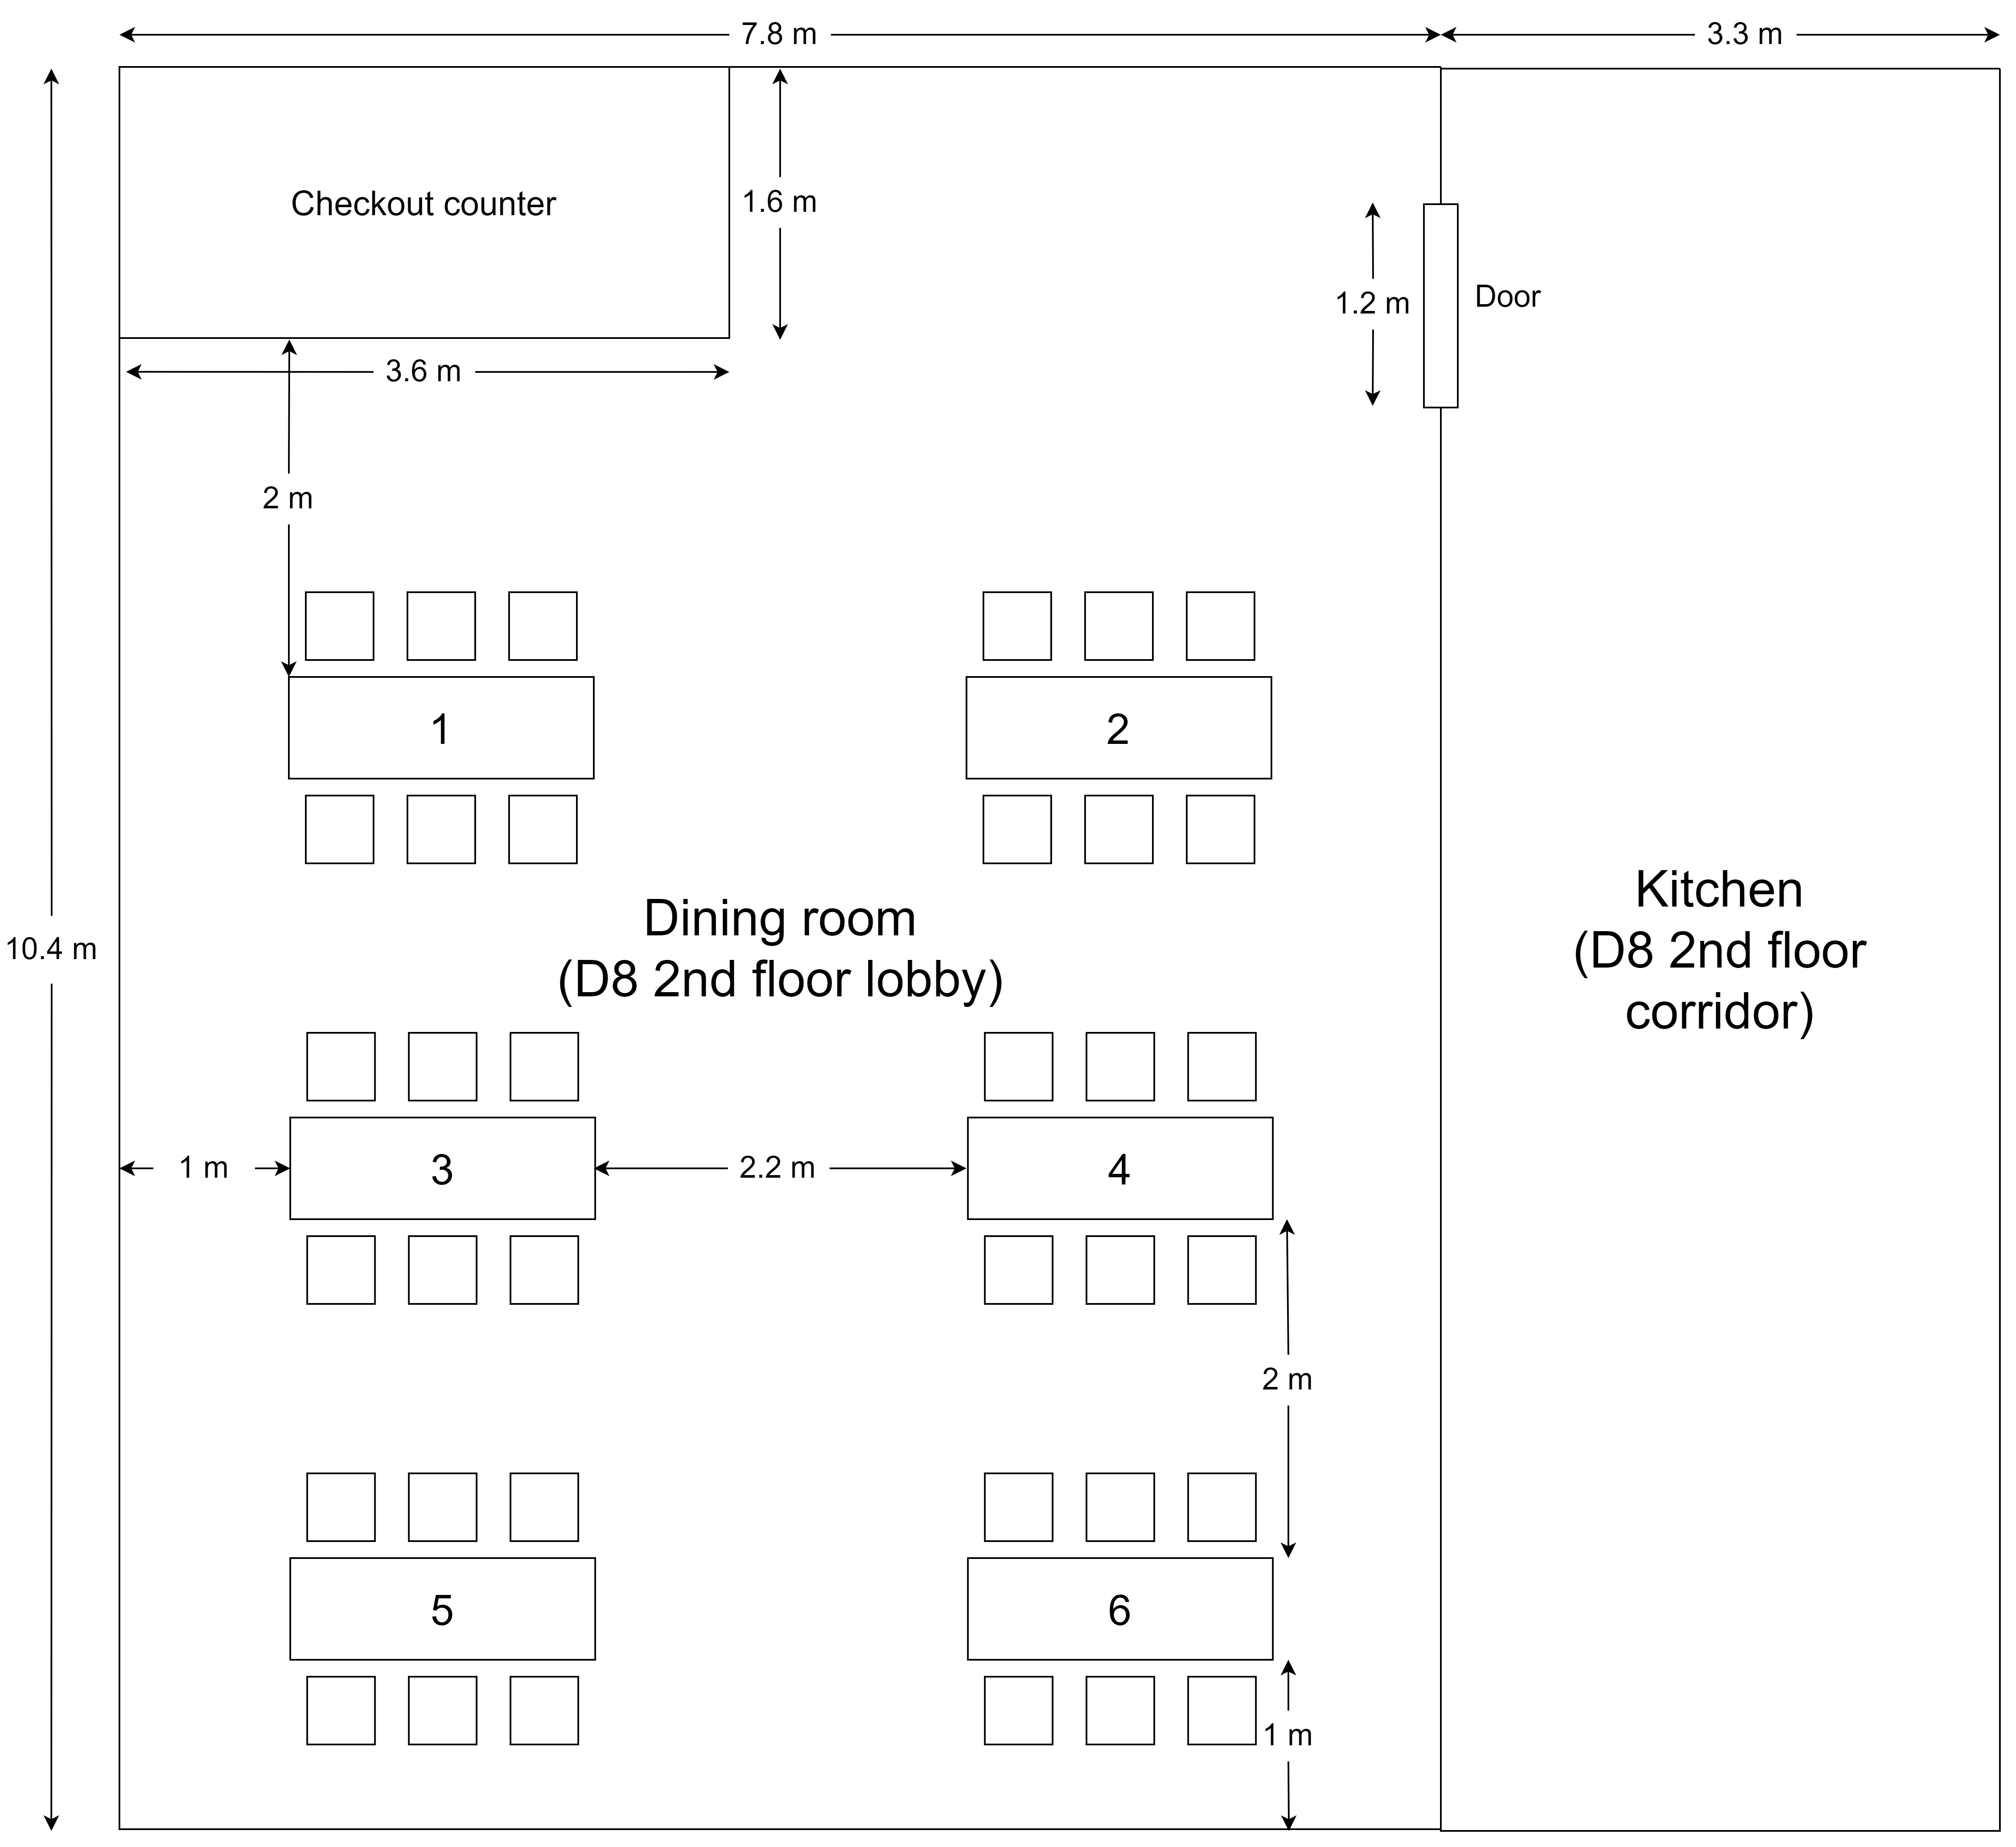 7.8 m
3.3 m
Checkout counter
1.6 m
1.2 m
Door
3.6 m
2 m
1
2
Dining room
(D8 2nd floor lobby)
Kitchen
(D8 2nd floor
corridor)
10.4 m
1 m
3
2.2 m
4
2 m
5
6
1 m